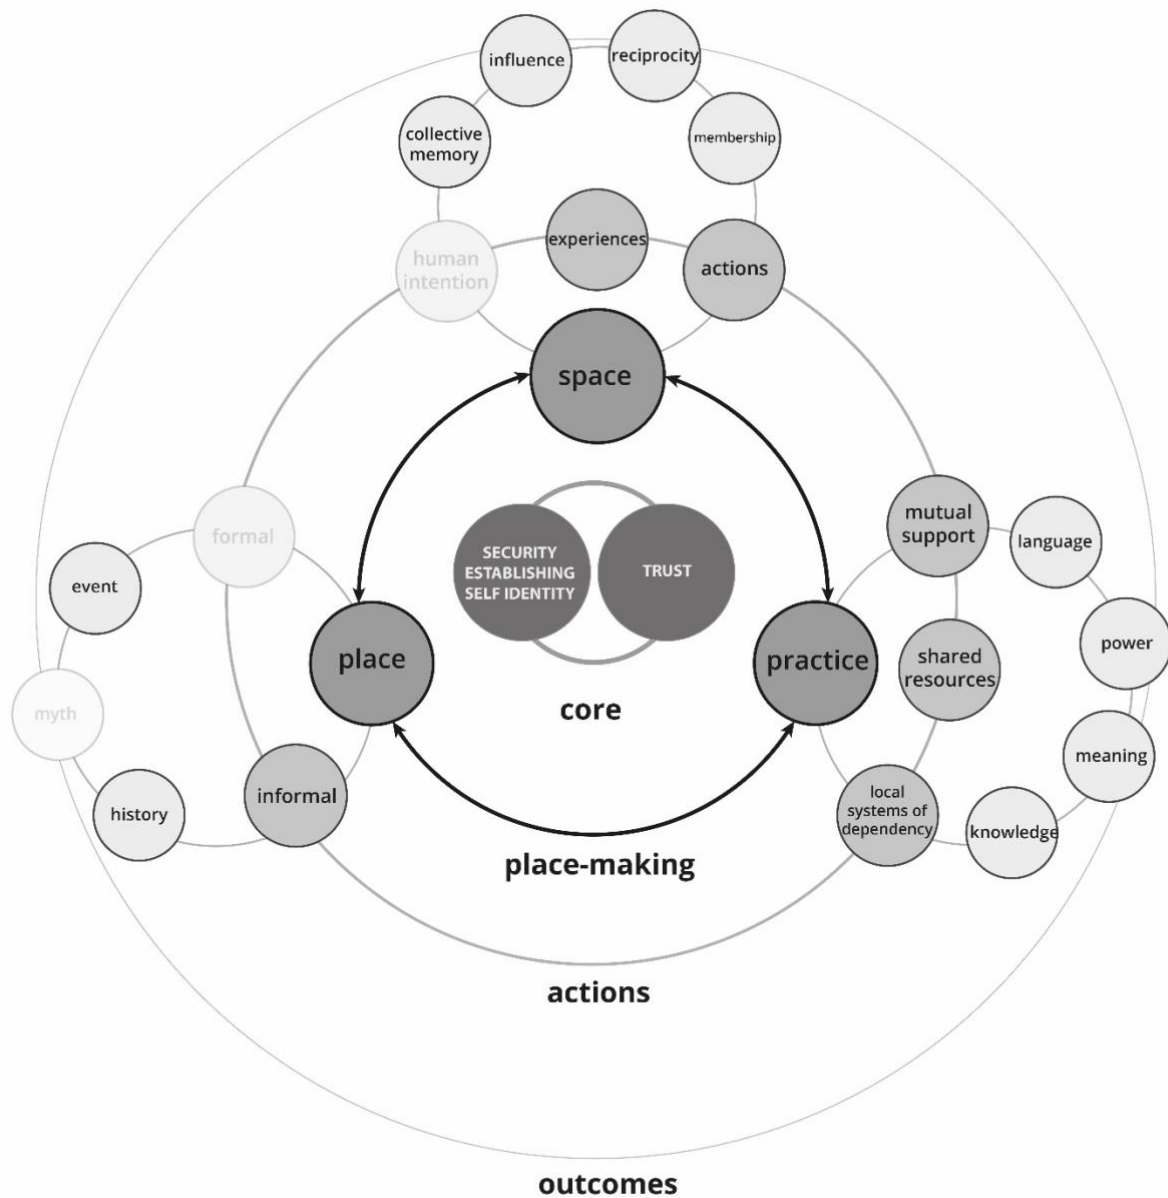 influence
reciprocity
collective
memory
membership
experiences
human
intention
actions
space
formal
mutual
support
language
event
SECURITY
ESTABLISHING
SELF IDENTITY
TRUST
place
practice
shared
resources
power
myth
core
meaning
history
informal
local
systems of
dependency
knowledge
place-making
actions
outcomes